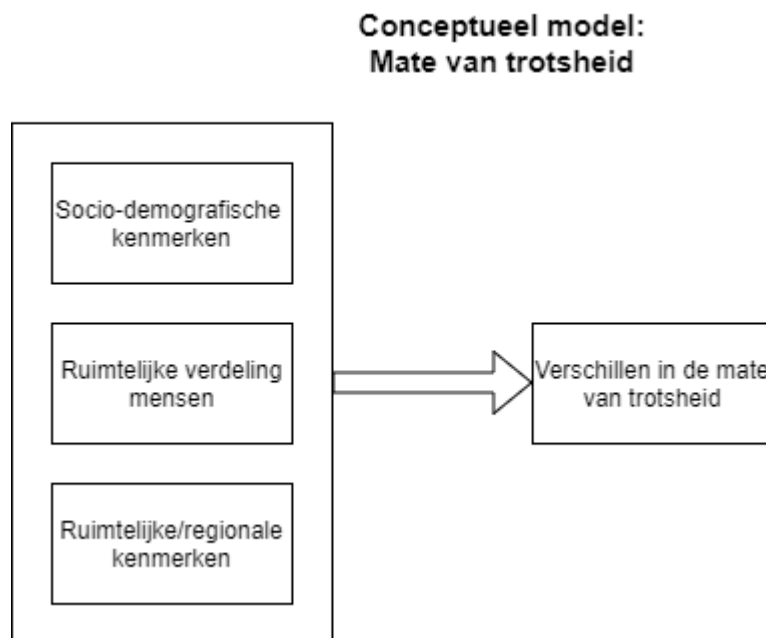 Conceptueel model:
Mate van trotsheid
Socio-demografische
kenmerken
Ruimtelijke verdeling
mensen
Verschillen in de mate
van trotsheid
Ruimtelijke/regionale
kenmerken